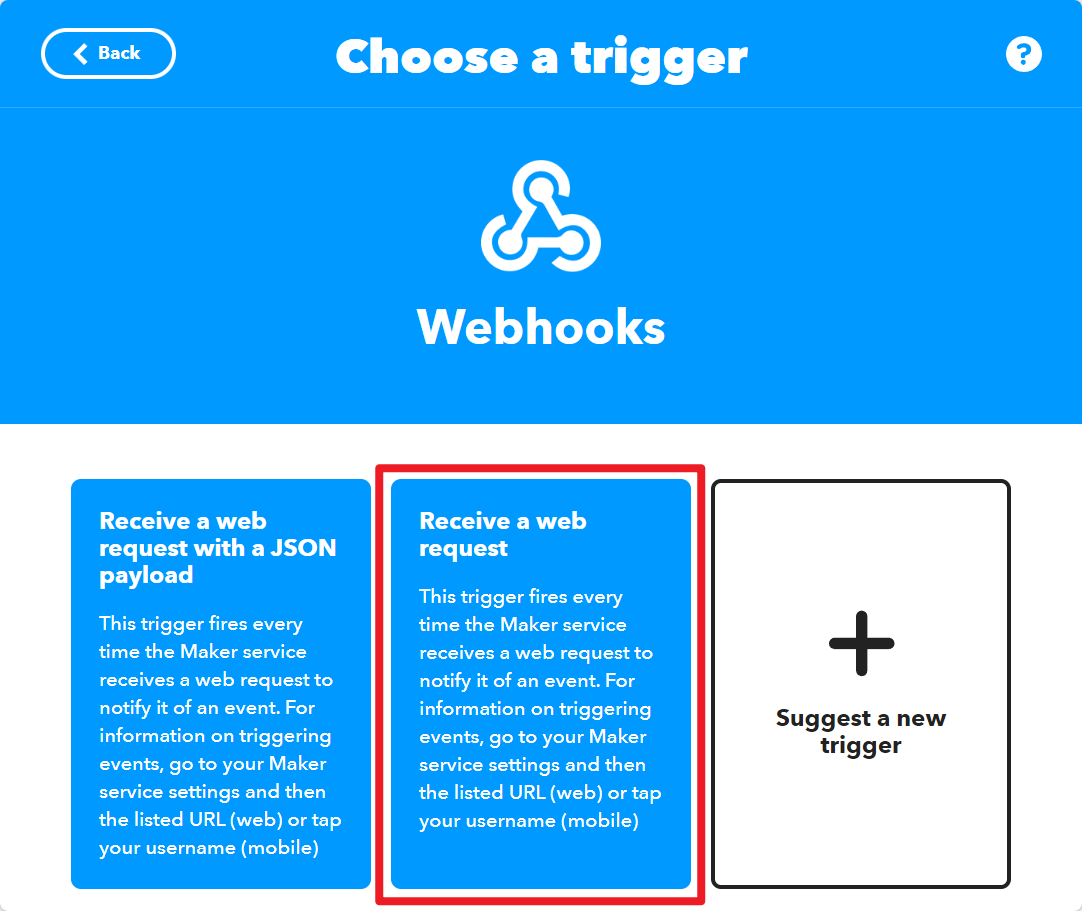 Back
Choose a trigger
?
Webhooks
Receive a web
request with a JSON
payload
This trigger fires every
time the Maker service
receives a web request to
notify it of an event. For
information on triggering
events, go to your Maker
service settings and then
the listed URL (web) or tap
your username (mobile)
Receive a web
request
This trigger fires every
time the Maker service
receives a web request to
notify it of an event. For
information on triggering
events, go to your Maker
service settings and then
the listed URL (web) or tap
your username (mobile)
Suggest a new
trigger